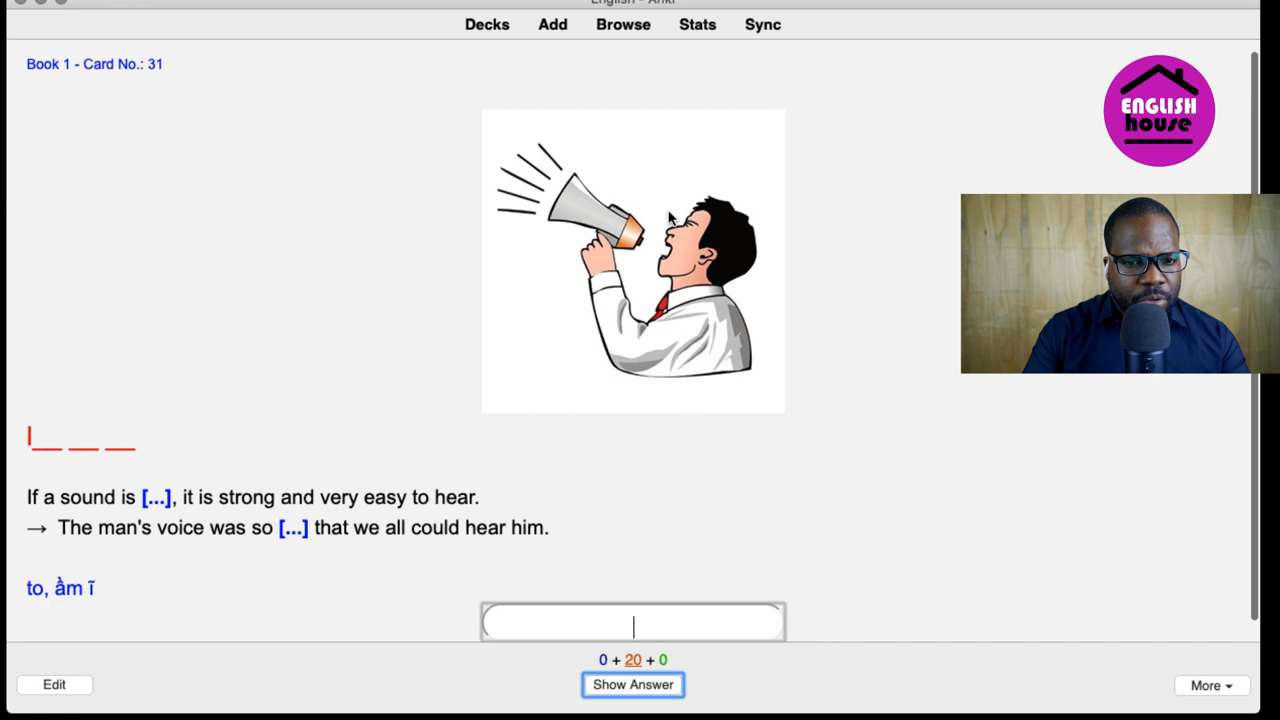 English - Anki
Decks Add Browse Stats Sync
Book 1 - Card No.: 31
ENGLISH
house
l__ __ __
If a sound is [...], it is strong and very easy to hear.
→ The man's voice was so [...] that we all could hear him.
to, ầm ĩ
0 + 20 + 0
Edit Show Answer More